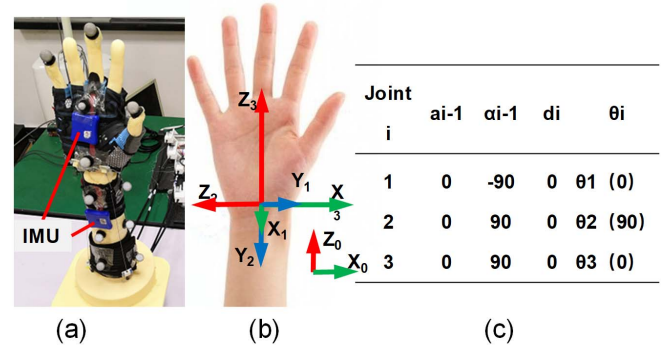 IMU
(a)
Z3
Z2
Y1
X3
X1
Y2
Z0
X0
(b)
Joint i ai-1 αi-1 di θi
1 0 -90 0 θ1 (0)
2 0 90 0 θ2 (90)
3 0 90 0 θ3 (0)
(c)